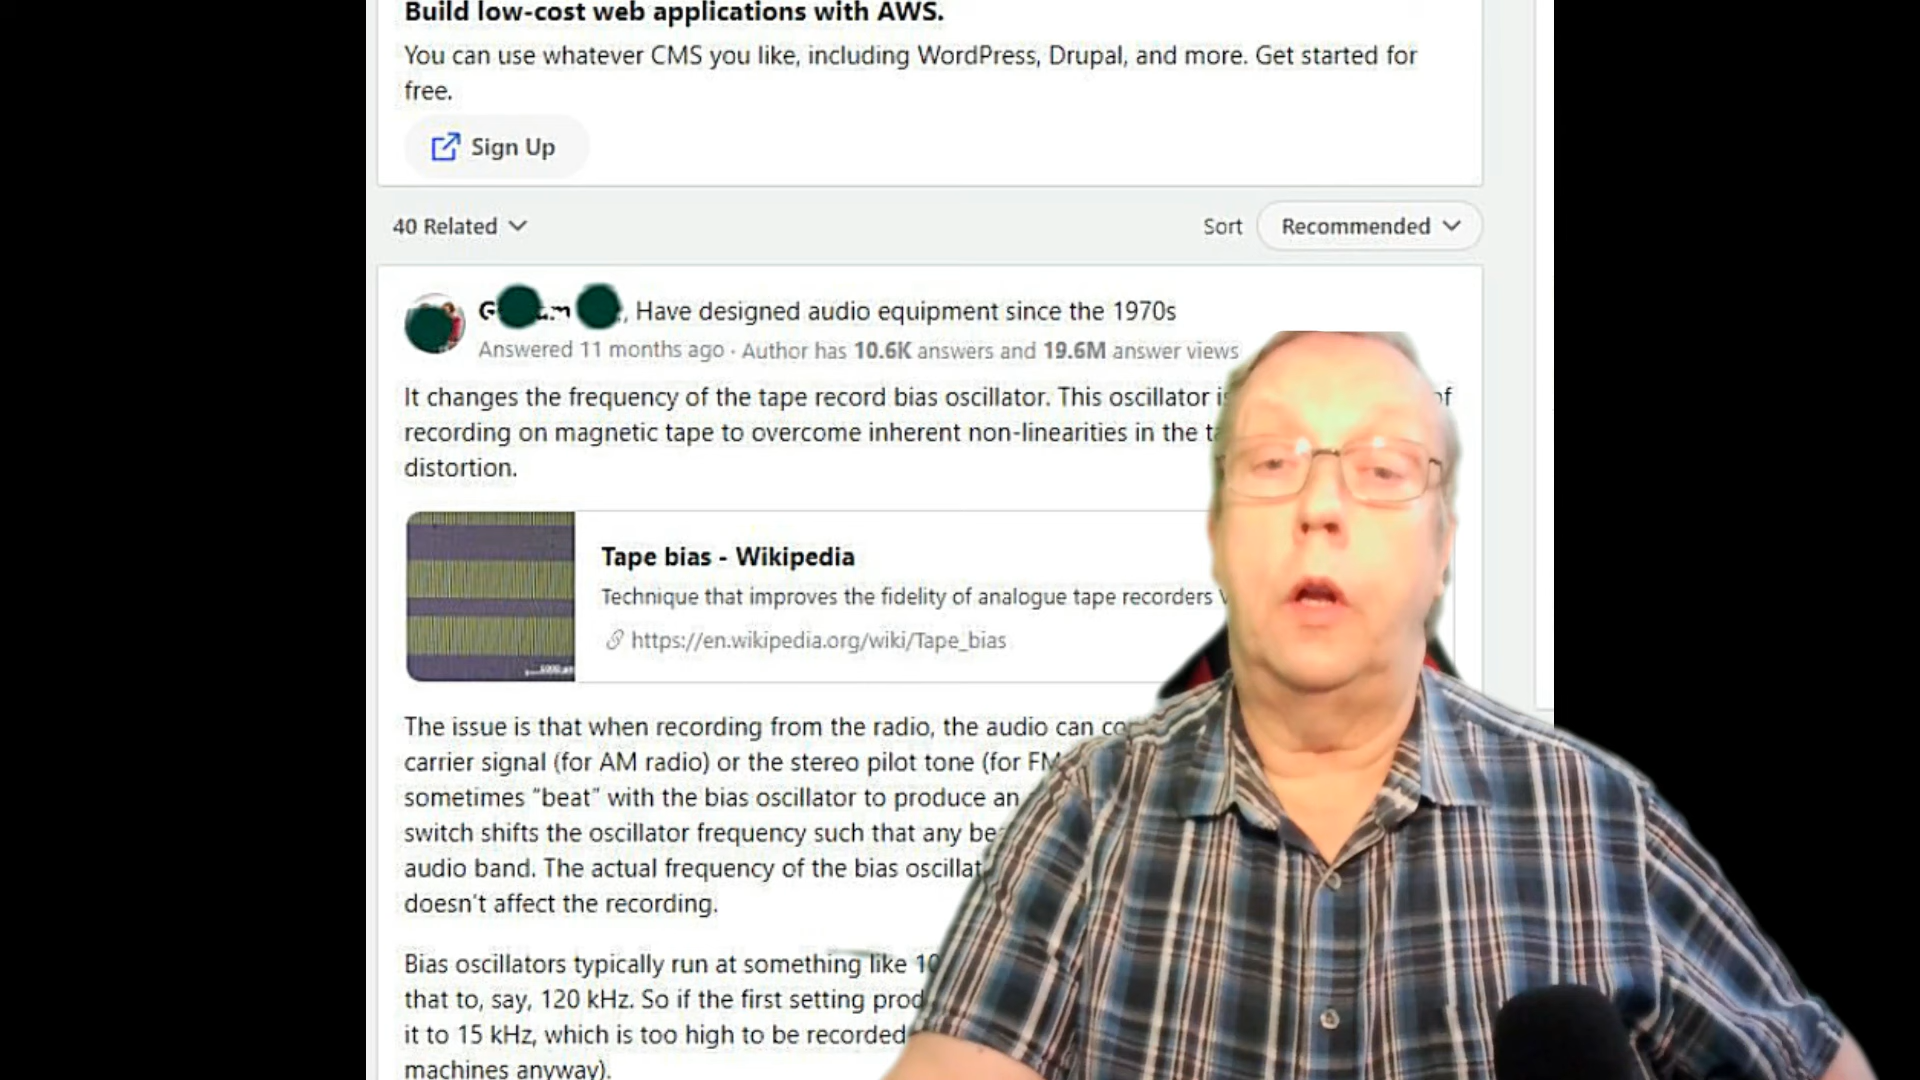 Build low-cost web applications with AWS.
You can use whatever CMS you like, including WordPress, Drupal, and more. Get started for
free.
Sign Up
40 Related
Sort Recommended
Have designed audio equipment since the 1970s
Answered 11 months ago · Author has 10.6K answers and 19.6M answer views
It changes the frequency of the tape record bias oscillator. This oscillator of
recording on magnetic tape to overcome inherent non-linearities in the
distortion.
Tape bias - Wikipedia
Technique that improves the fidelity of analogue tape recorders
https://en.wikipedia.org/wiki/Tape_bias
The issue is that when recording from the radio, the audio can
carrier signal (for AM radio) or the stereo pilot tone (for FM
sometimes “beat” with the bias oscillator to produce an
switch shifts the oscillator frequency such that any
audio band. The actual frequency of the bias
doesn't affect the recording.
Bias oscillators typically run at something like
that to, say, 120 kHz. So if the first setting
it to 15 kHz, which is too high to be recorded
machines anyway).